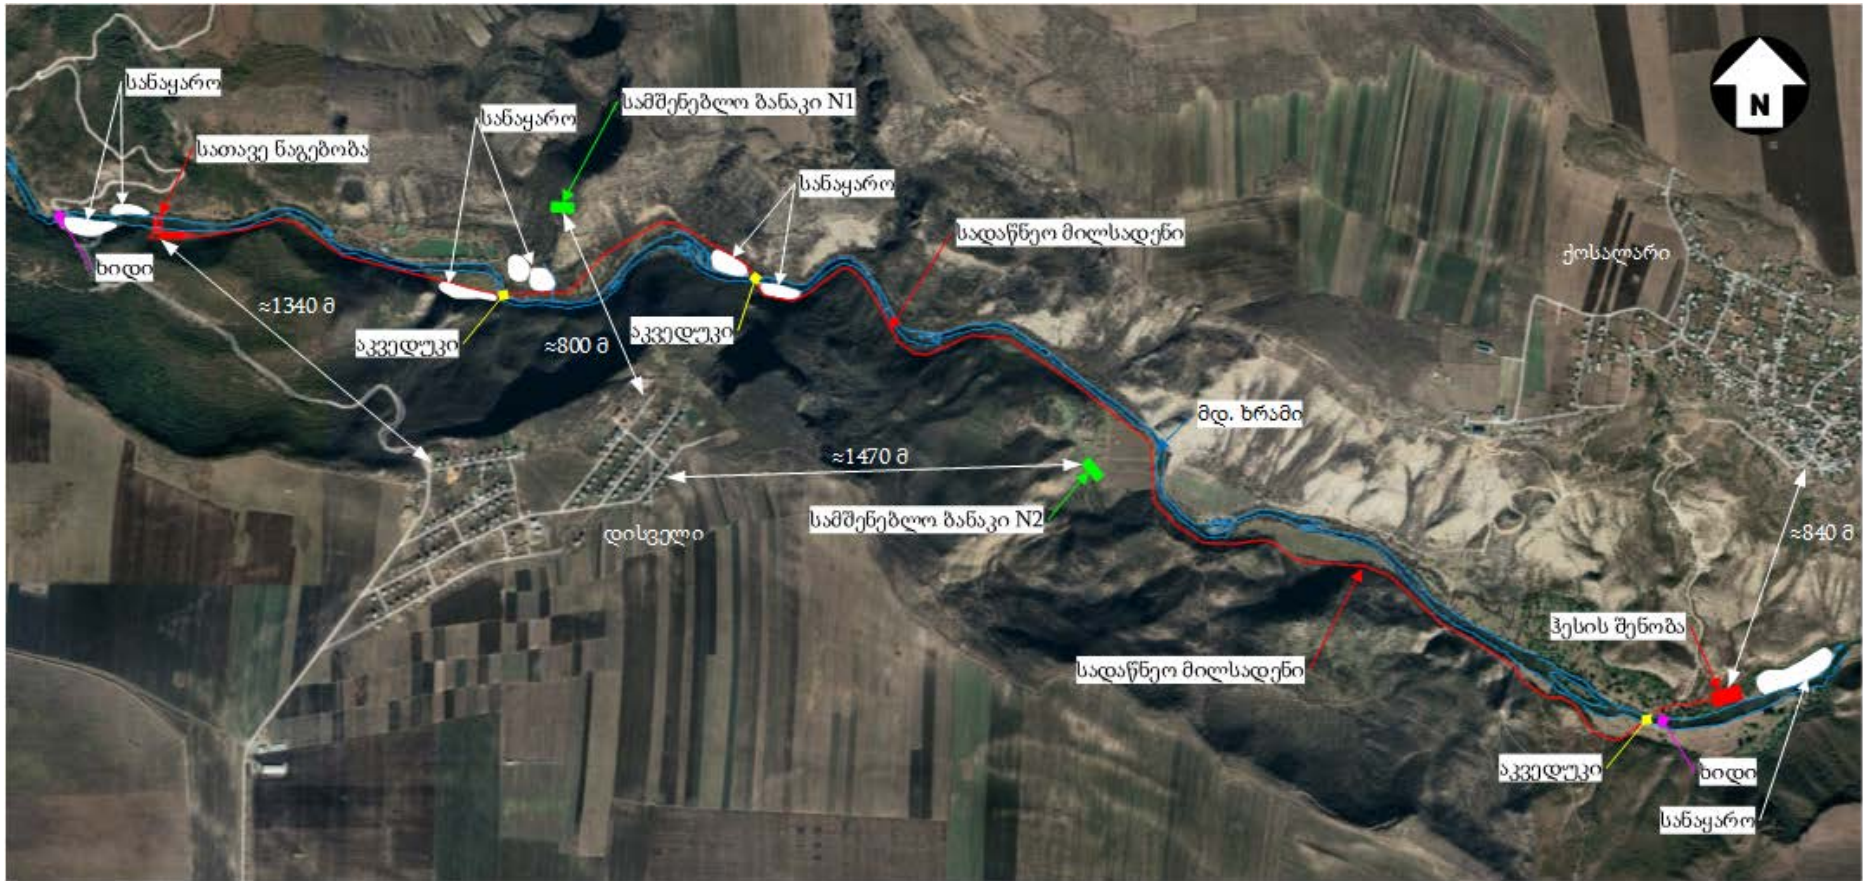 სანაყარო
სამშენებლო ბანაკი N1
სანაყარო
N
სათავე ნაგებობა
სანაყარო
სადაწნეო მილსადენი
ქოსალარი
ხიდი
≈1340 მ
აკვედუკი
≈800 მ
აკვედუკი
მდ. ხრამი
≈1470 მ
სამშენებლო ბანაკი N2
დისველი
≈840 მ
ჰესის შენობა
სადაწნეო მილსადენი
აკვედუკი
ხიდი
სანაყარო